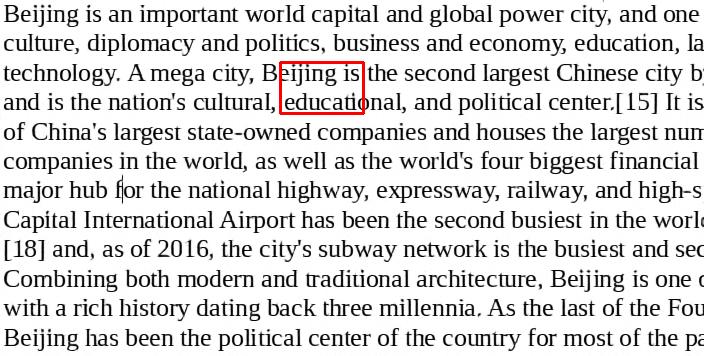 Beijing is an important world capital and global power city, and one
culture, diplomacy and politics, business and economy, education, la
technology. A mega city, Beijing is the second largest Chinese city b
and is the nation's cultural, educational, and political center.[15] It is
of China's largest state-owned companies and houses the largest num
companies in the world, as well as the world's four biggest financial
major hub for the national highway, expressway, railway, and high-s
Capital International Airport has been the second busiest in the worl
[18] and, as of 2016, the city's subway network is the busiest and sec
Combining both modern and traditional architecture, Beijing is one o
with a rich history dating back three millennia. As the last of the Fou
Beijing has been the political center of the country for most of the pa